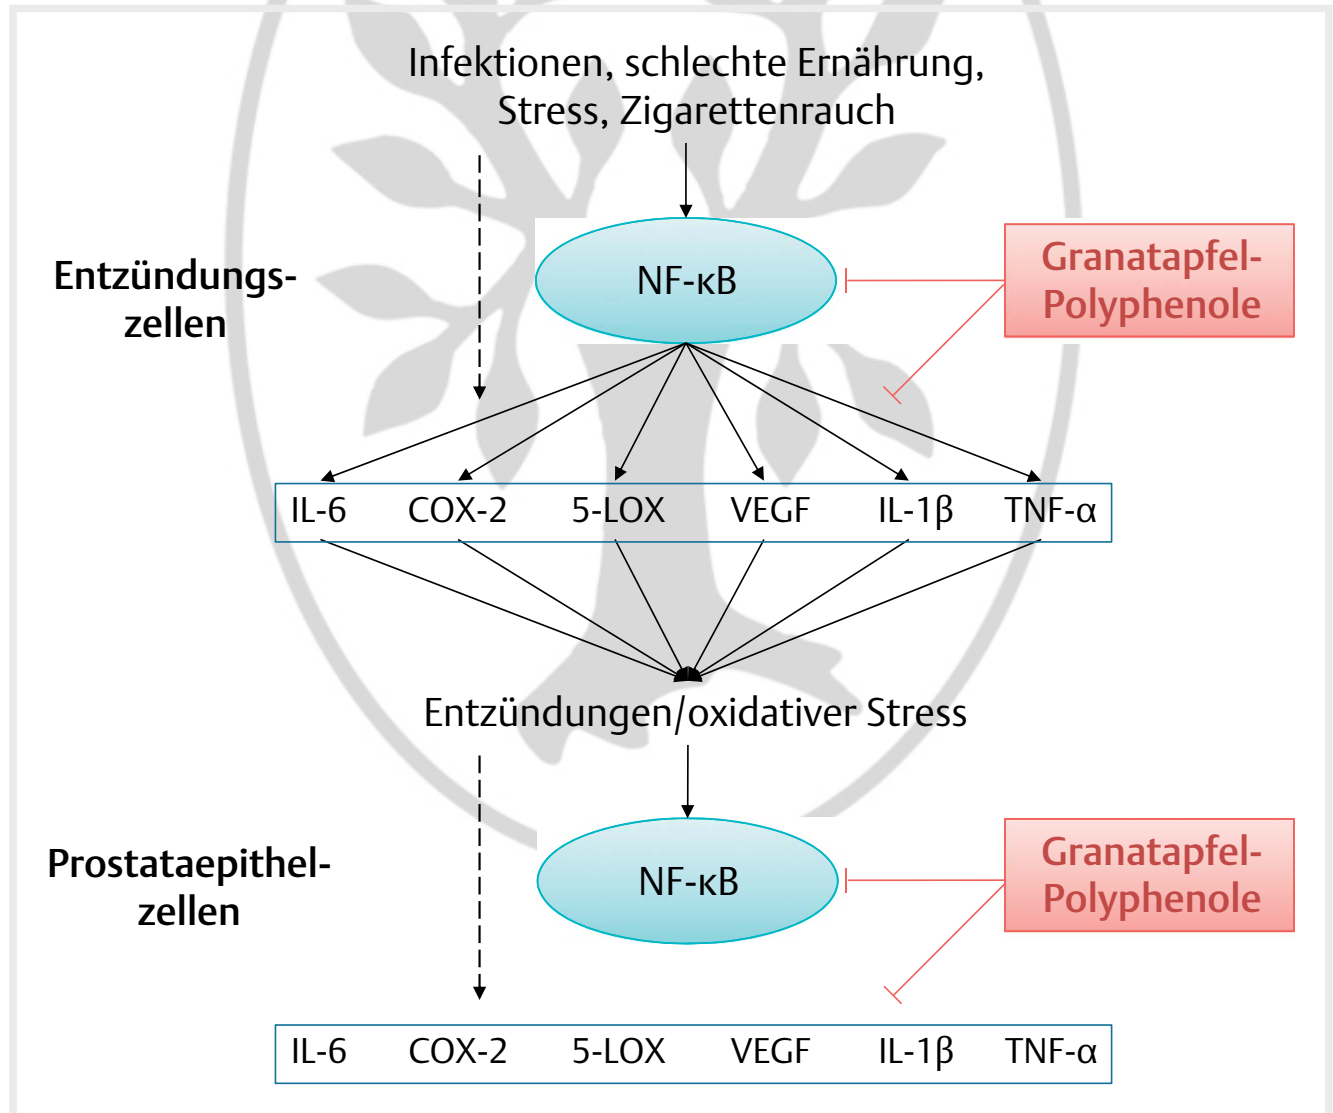 Infektionen, schlechte Ernährung,
Stress, Zigarettenrauch
Entzündungs-
zellen
NF-κB
Granatapfel-
Polyphenole
IL-6 COX-2 5-LOX VEGF IL-1β TNF-α
Entzündungen/oxidativer Stress
Prostataepithel-
zellen
NF-κB
Granatapfel-
Polyphenole
IL-6 COX-2 5-LOX VEGF IL-1β TNF-α